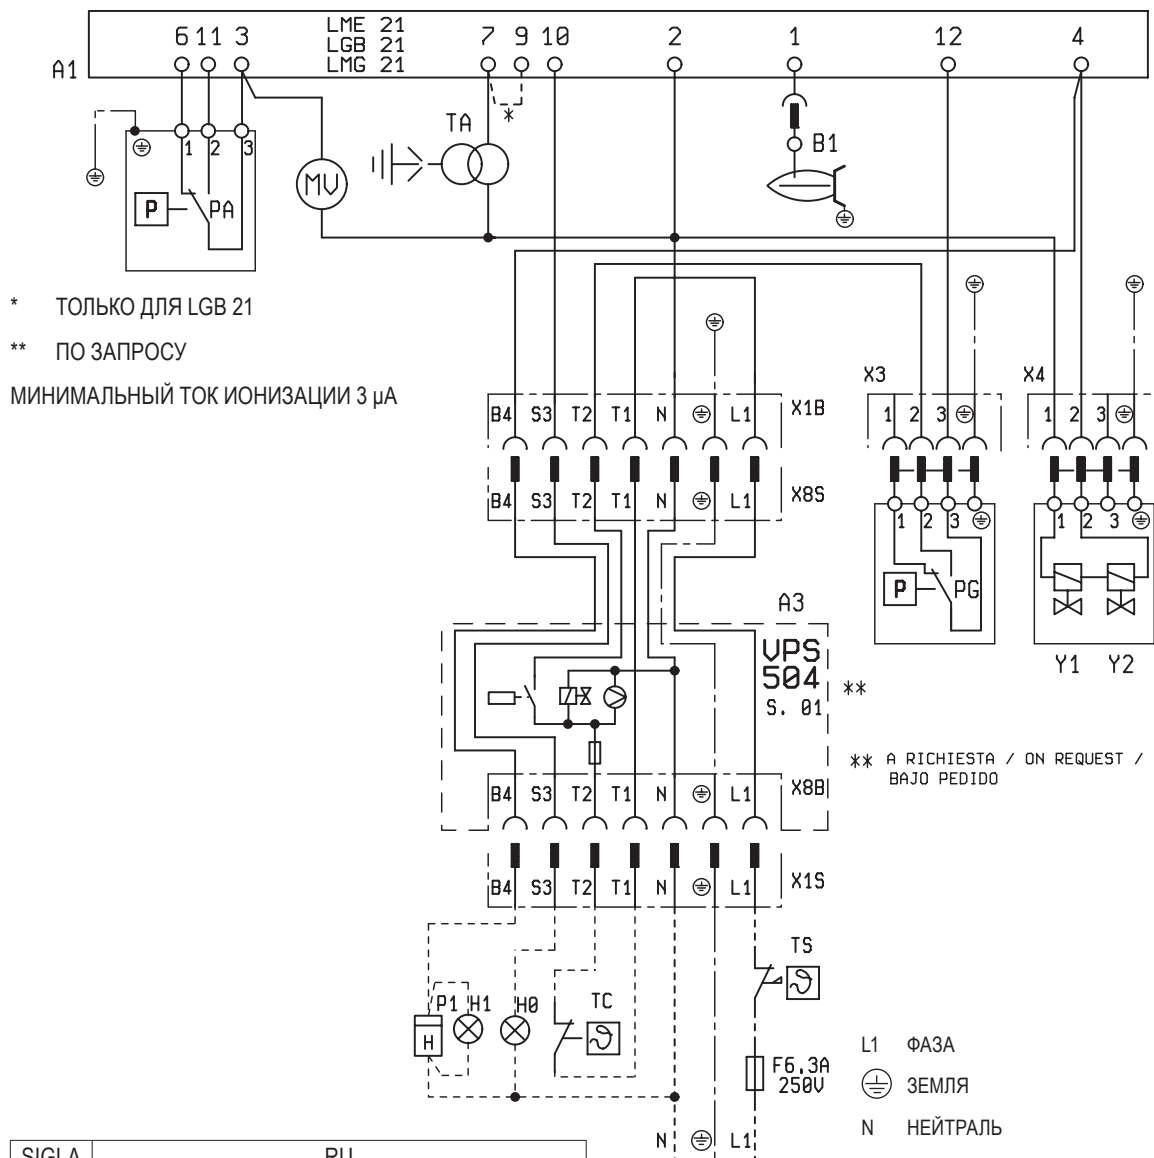 LME 21
6 11 3 LGB 21 7 9 10 2 1 12 4
A1 LMG 21
*
TA
B1
1 2 3
MV
P PA
* ТОЛЬКО ДЛЯ LGB 21
** ПО ЗАПРОСУ
МИНИМАЛЬНЫЙ ТОК ИОНИЗАЦИИ 3 µA
X3 X4
B4 S3 T2 T1 N L1 X1B
1 2 3 1 2 3
B4 S3 T2 T1 N L1 X8S
1 2 3 1 2 3
P PG
A3
VPS
504
S. 01
**
Y1 Y2
** A RICHIESTA / ON REQUEST /
BAJO PEDIDO
B4 S3 T2 T1 N L1 X8B
B4 S3 T2 T1 N L1 X1S
TS
P1 H1 H0 TC
H
F6,3A
250V
L1 ФАЗА
ЗЕМЛЯ
N НЕЙТРАЛЬ
N L1
SIGLA RU